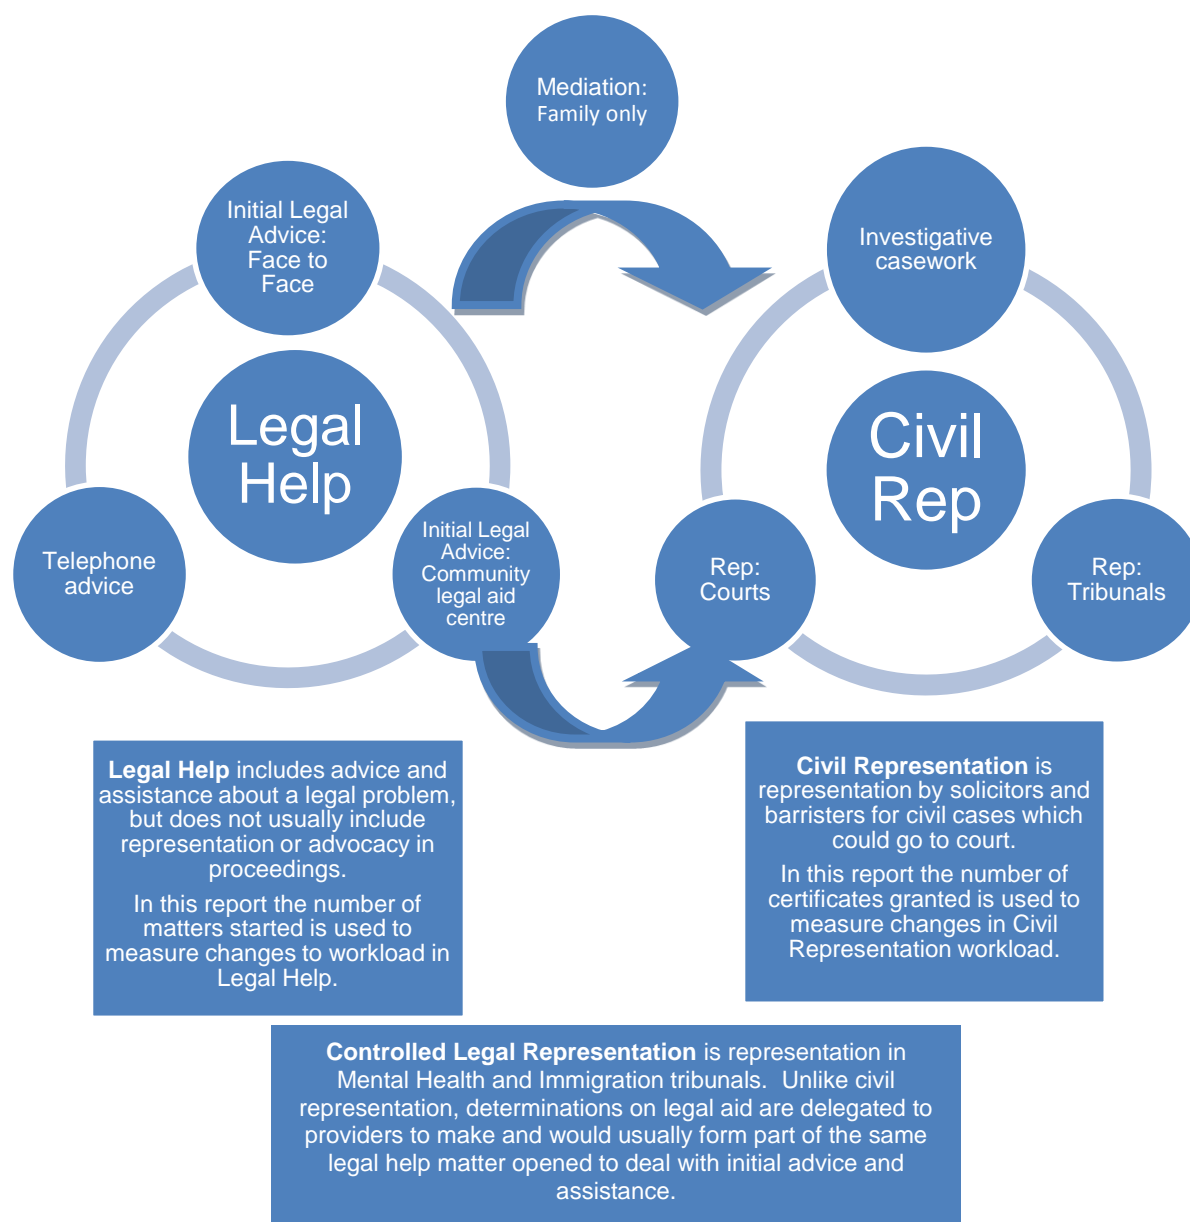 Mediation:
Family only
Initial Legal
Advice:
Face to
Face
Legal
Help
Telephone
advice
Initial Legal
Advice:
Community
legal aid
centre
Investigative
casework
Civil
Rep
Rep:
Courts
Rep:
Tribunals
Legal Help includes advice and
assistance about a legal problem,
but does not usually include
representation or advocacy in
proceedings.
In this report the number of
matters started is used to
measure changes to workload in
Legal Help.
Civil Representation is
representation by solicitors and
barristers for civil cases which
could go to court.
In this report the number of
certificates granted is used to
measure changes in Civil
Representation workload.
Controlled Legal Representation is representation in
Mental Health and Immigration tribunals.  Unlike civil
representation, determinations on legal aid are delegated to
providers to make and would usually form part of the same
legal help matter opened to deal with initial advice and
assistance.